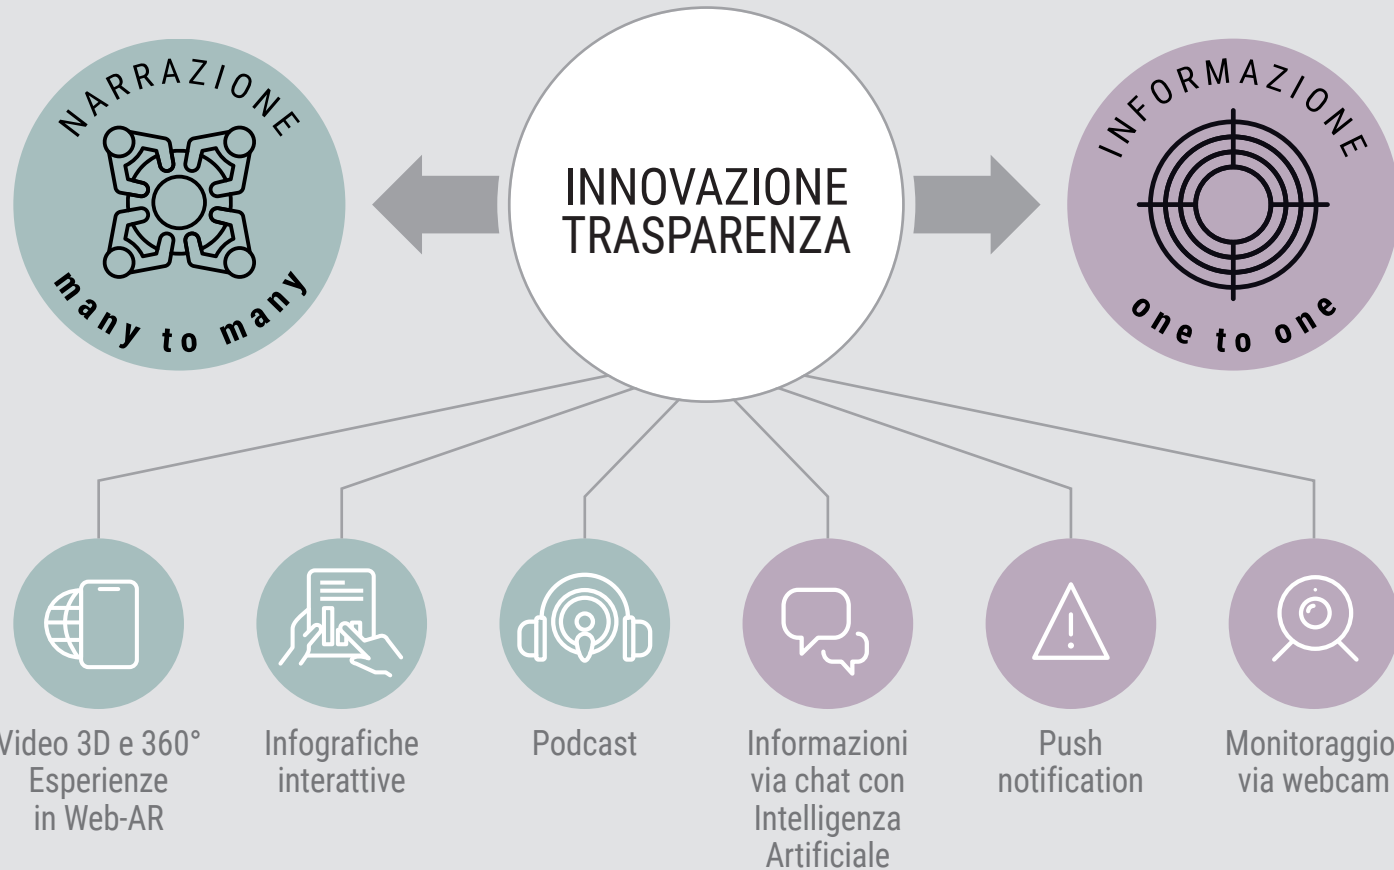 NARRAZIONE
many to many
INNOVAZIONE
TRASPARENZA
INFORMAZIONE
one to one
Video 3D e 360°
Esperienze
in Web-AR
Infografiche
interattive
Podcast
Informazioni
via chat con
Intelligenza
Artificiale
Push
notification
Monitoraggio
via webcam